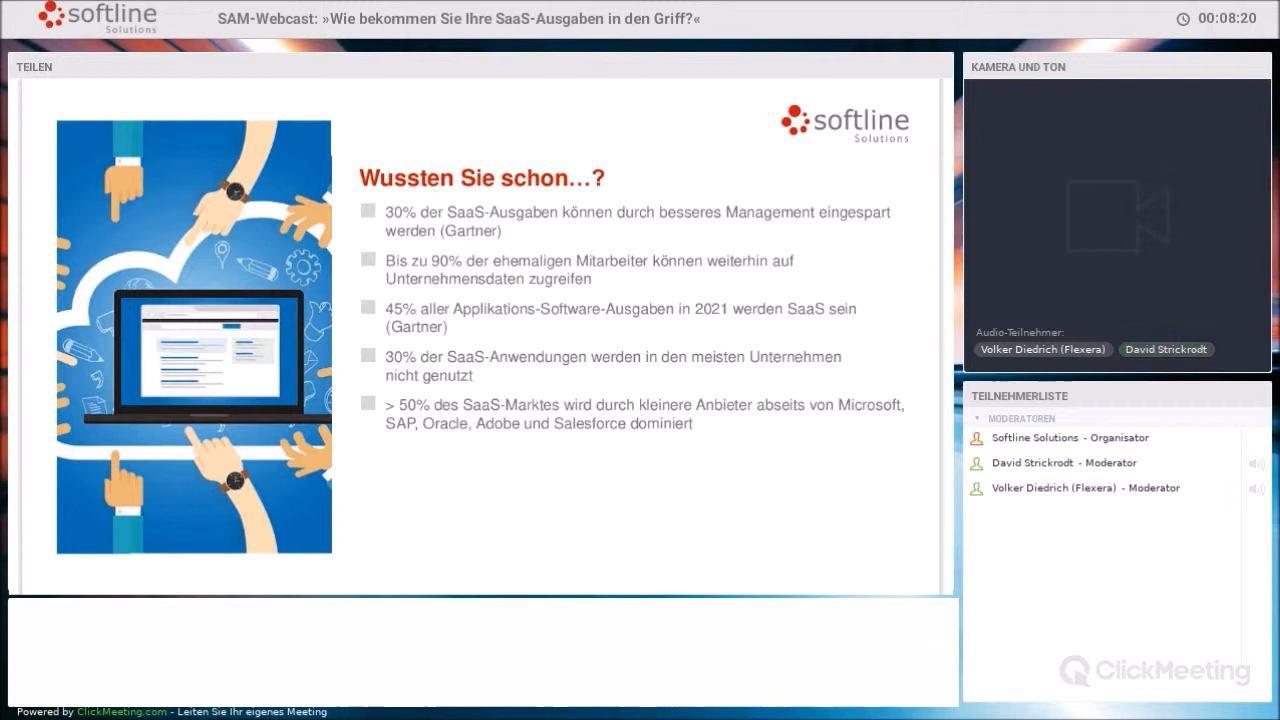 softline
Solutions
SAM-Webcast: »Wie bekommen Sie Ihre SaaS-Ausgaben in den Griff?«
00:08:20
TEILEN
softline
Solutions
Wussten Sie schon…?
30% der SaaS-Ausgaben können durch besseres Management eingespart
werden (Gartner)
Bis zu 90% der ehemaligen Mitarbeiter können weiterhin auf
Unternehmensdaten zugreifen
45% aller Applikations-Software-Ausgaben in 2021 werden SaaS sein
(Gartner)
30% der SaaS-Anwendungen werden in den meisten Unternehmen
nicht genutzt
> 50% des SaaS-Marktes wird durch kleinere Anbieter abseits von Microsoft,
SAP, Oracle, Adobe und Salesforce dominiert
KAMERA UND TON
Audio-Teilnehmer:
Volker Diedrich (Flexera) David Strickrodt
TEILNEHMERLISTE
MODERATOREN
Softline Solutions - Organisator
David Strickrodt - Moderator
Volker Diedrich (Flexera) - Moderator
ClickMeeting
Powered by ClickMeeting.com - Leiten Sie Ihr eigenes Meeting